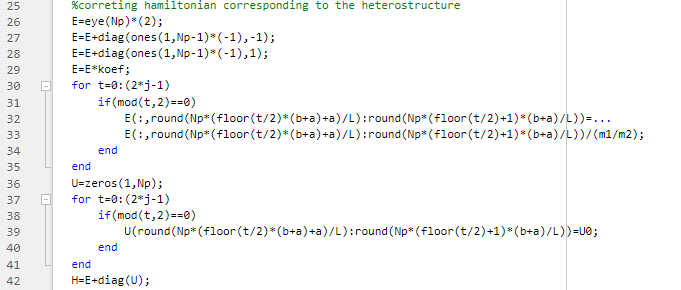 25 %correting hamiltonian corresponding to the heterostructure
26 E=eye(Np)*(2);
27 E=E+diag(ones(1,Np-1)*(-1),-1);
28 E=E+diag(ones(1,Np-1)*(-1),1);
29 E=E*koef;
30 for t=0:(2*j-1)
31 if(mod(t,2)==0)
32 E(:,round(Np*(floor(t/2)*(b+a)+a)/L):round(Np*(floor(t/2)+1)*(b+a)/L))=...
33 E(:,round(Np*(floor(t/2)*(b+a)+a)/L):round(Np*(floor(t/2)+1)*(b+a)/L))/(m1/m2);
34 end
35 end
36 U=zeros(1,Np);
37 for t=0:(2*j-1)
38 if(mod(t,2)==0)
39 U(round(Np*(floor(t/2)*(b+a)+a)/L):round(Np*(floor(t/2)+1)*(b+a)/L))=U0;
40 end
41 end
42 H=E+diag(U);